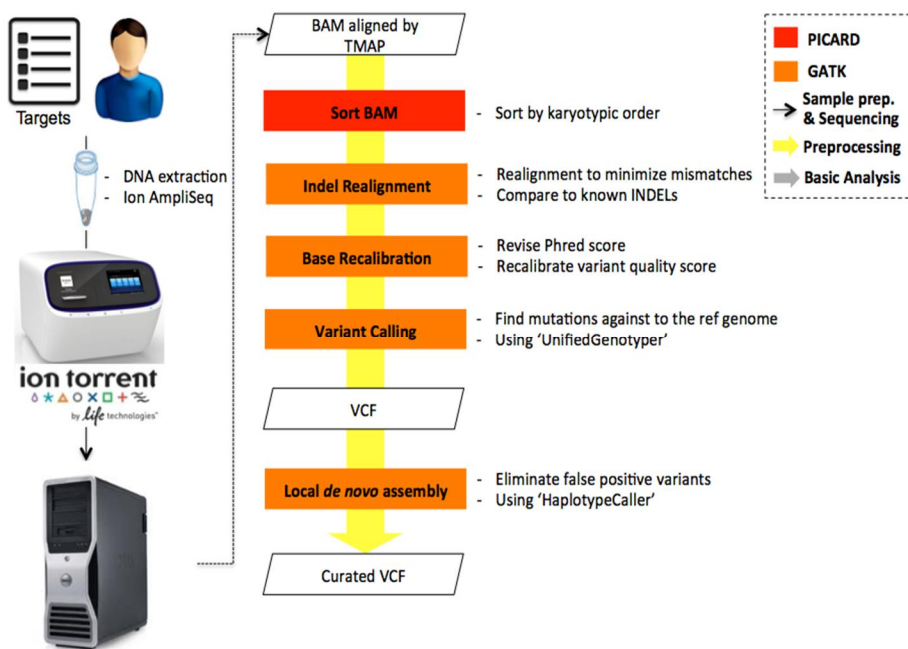 Targets
- DNA extraction
- Ion AmpliSeq
ion torrent
by life technologies™
BAM aligned by
TMAP
Sort BAM
- Sort by karyotypic order
Indel Realignment
- Realignment to minimize mismatches
- Compare to known INDELs
Base Recalibration
- Revise Phred score
- Recalibrate variant quality score
Variant Calling
- Find mutations against to the ref genome
- Using ‘UnifiedGenotyper’
VCF
Local de novo assembly
- Eliminate false positive variants
- Using ‘HaplotypeCaller’
Curated VCF
PICARD
GATK
Sample prep.
& Sequencing
Preprocessing
Basic Analysis